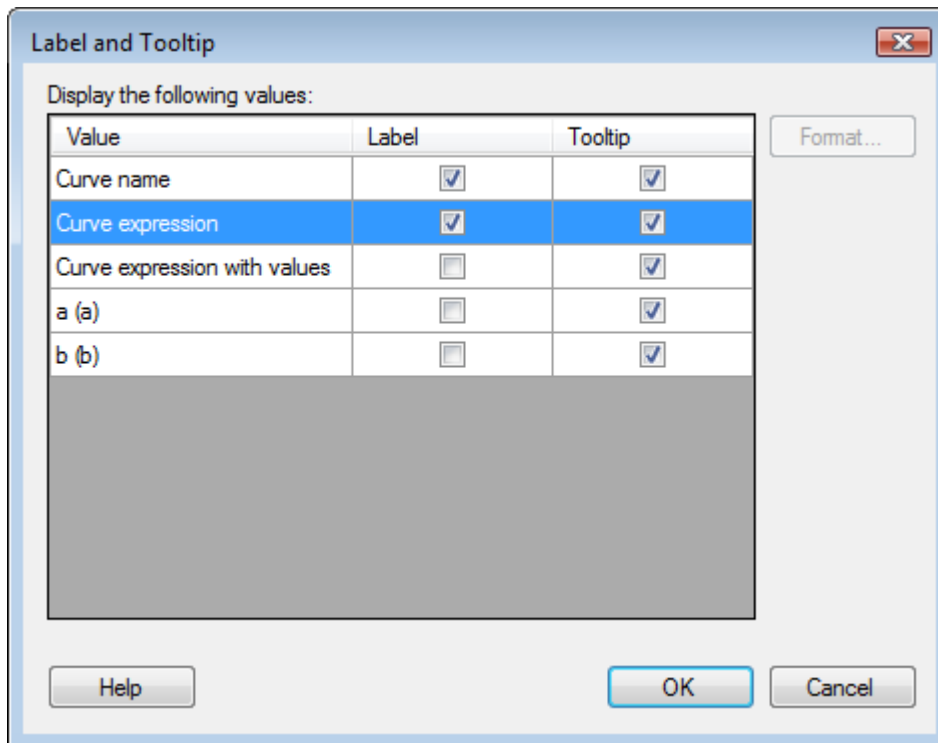 Label and Tooltip
Display the following values:
Value Label Tooltip
Format...
Curve name
Curve expression
Curve expression with values
a (a)
b (b)
Help OK Cancel